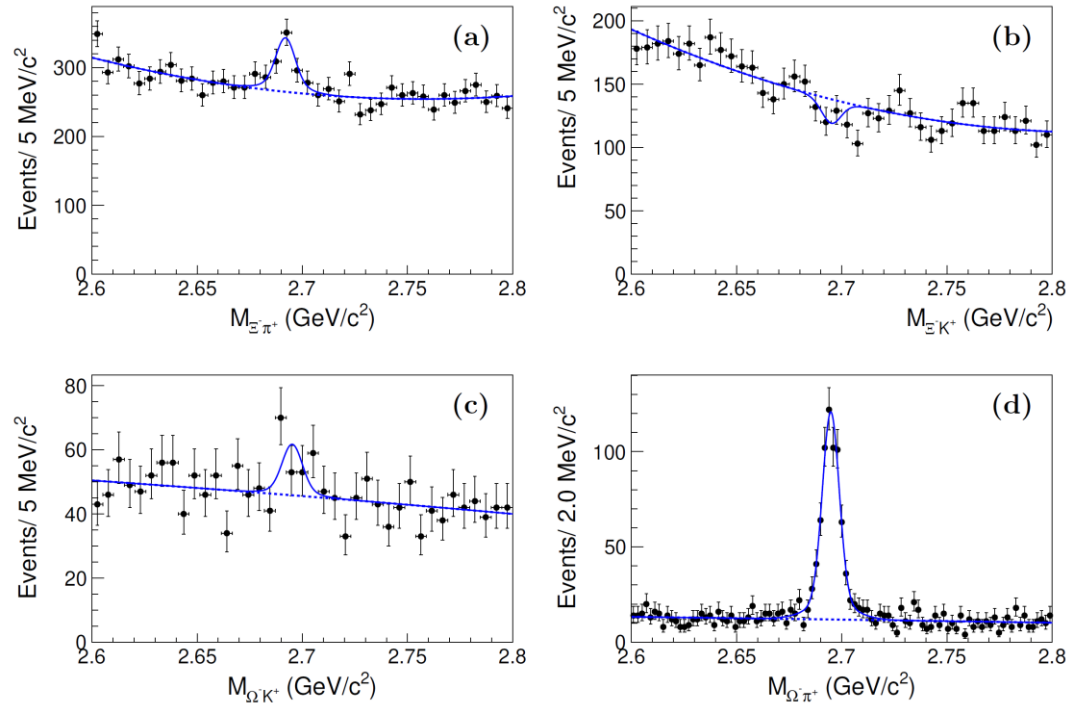 Events/ 5 MeV/c²
(a)
300
200
100
0
2.6 2.65 2.7 2.75 2.8
M_Ξ⁻π⁺ (GeV/c²)
Events/ 5 MeV/c²
(b)
200
150
100
50
0
2.6 2.65 2.7 2.75 2.8
M_Ξ⁻K⁺ (GeV/c²)
Events/ 5 MeV/c²
(c)
80
60
40
20
0
2.6 2.65 2.7 2.75 2.8
M_Ω⁻K⁺ (GeV/c²)
Events/ 2.0 MeV/c²
(d)
100
50
0
2.6 2.65 2.7 2.75 2.8
M_Ω⁻π⁺ (GeV/c²)